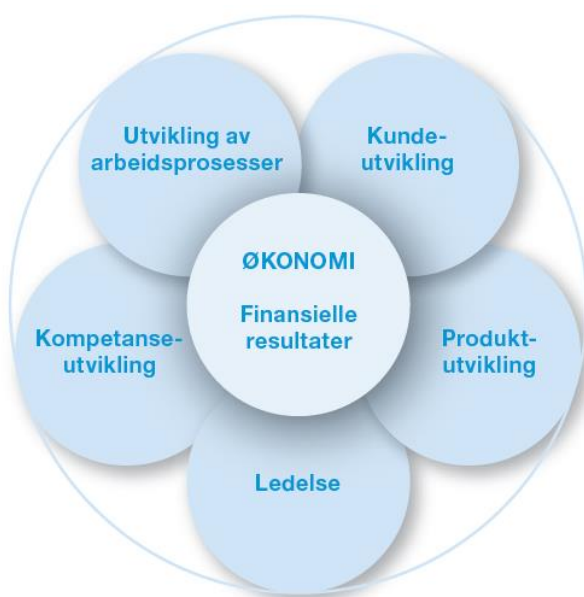 Utvikling av
arbeidsprosesser
Kunde-
utvikling
ØKONOMI
Finansielle
resultater
Kompetanse-
utvikling
Produkt-
utvikling
Ledelse